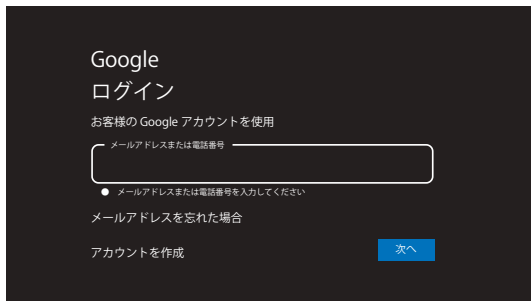 Google
ログイン
お客様の Google アカウントを使用
メールアドレスまたは電話番号
メールアドレスまたは電話番号を入力してください
メールアドレスを忘れた場合
アカウントを作成
次へ